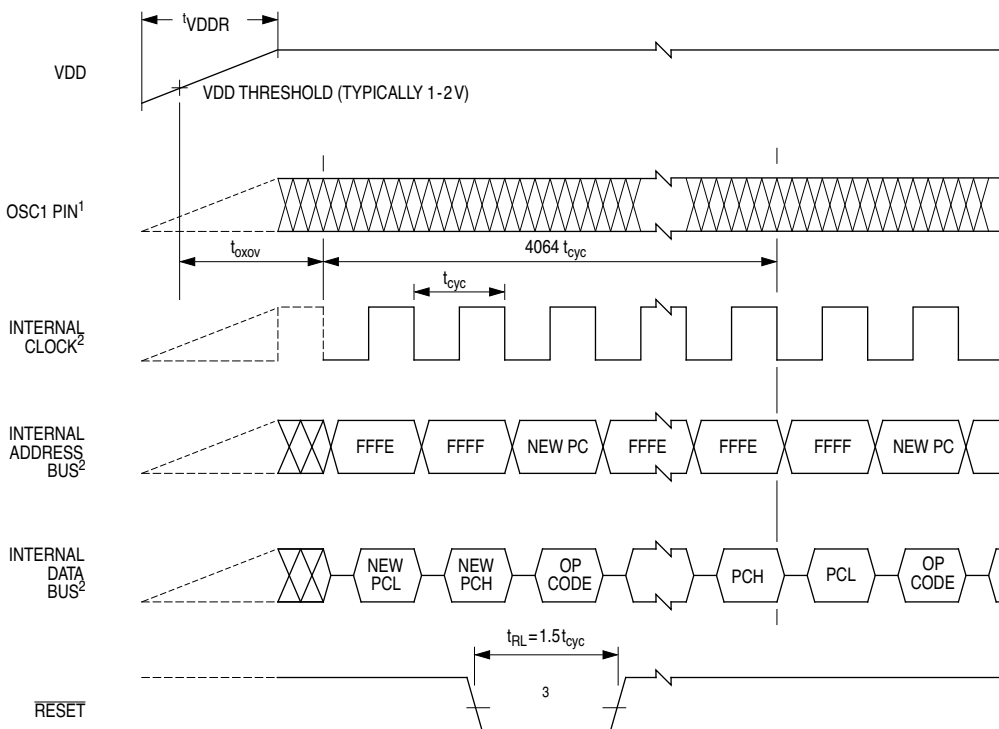 tVDDR
VDD
VDD THRESHOLD (TYPICALLY 1-2V)
OSC1 PIN1
toxov
4064 tcyc
tcyc
INTERNAL
CLOCK2
INTERNAL
ADDRESS
BUS2
FFFE
FFFF
NEW PC
FFFE
FFFE
FFFF
NEW PC
INTERNAL
DATA
BUS2
NEW
PCL
NEW
PCH
OP
CODE
PCH
PCL
OP
CODE
tRL=1.5tcyc
3
RESET